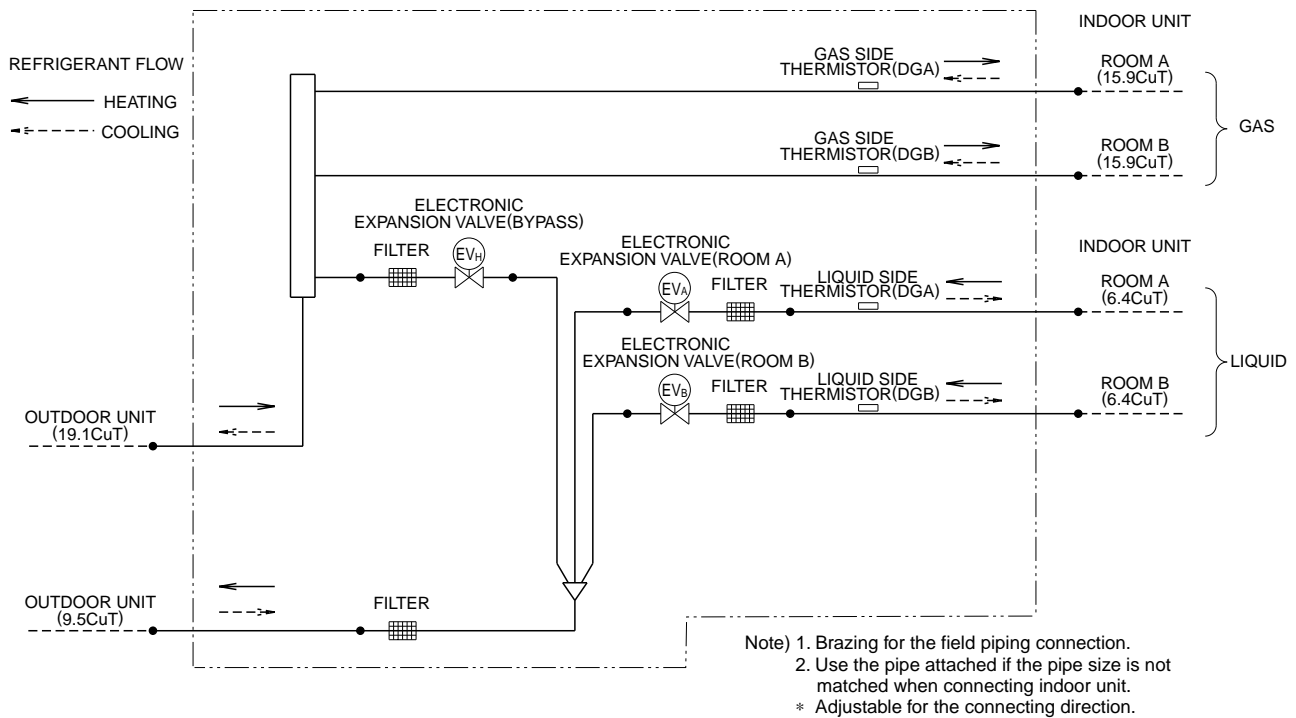 REFRIGERANT FLOW
HEATING
COOLING
GAS SIDE
THERMISTOR(DGA)
INDOOR UNIT
ROOM A
(15.9CuT)
GAS
GAS SIDE
THERMISTOR(DGB)
ROOM B
(15.9CuT)
ELECTRONIC
EXPANSION VALVE(BYPASS)
FILTER
EVH
ELECTRONIC
EXPANSION VALVE(ROOM A)
EVA
FILTER
LIQUID SIDE
THERMISTOR(DGA)
INDOOR UNIT
ROOM A
(6.4CuT)
LIQUID
ELECTRONIC
EXPANSION VALVE(ROOM B)
EVB
FILTER
LIQUID SIDE
THERMISTOR(DGB)
ROOM B
(6.4CuT)
OUTDOOR UNIT
(19.1CuT)
OUTDOOR UNIT
(9.5CuT)
FILTER
Note) 1. Brazing for the field piping connection.
2. Use the pipe attached if the pipe size is not
matched when connecting indoor unit.
* Adjustable for the connecting direction.